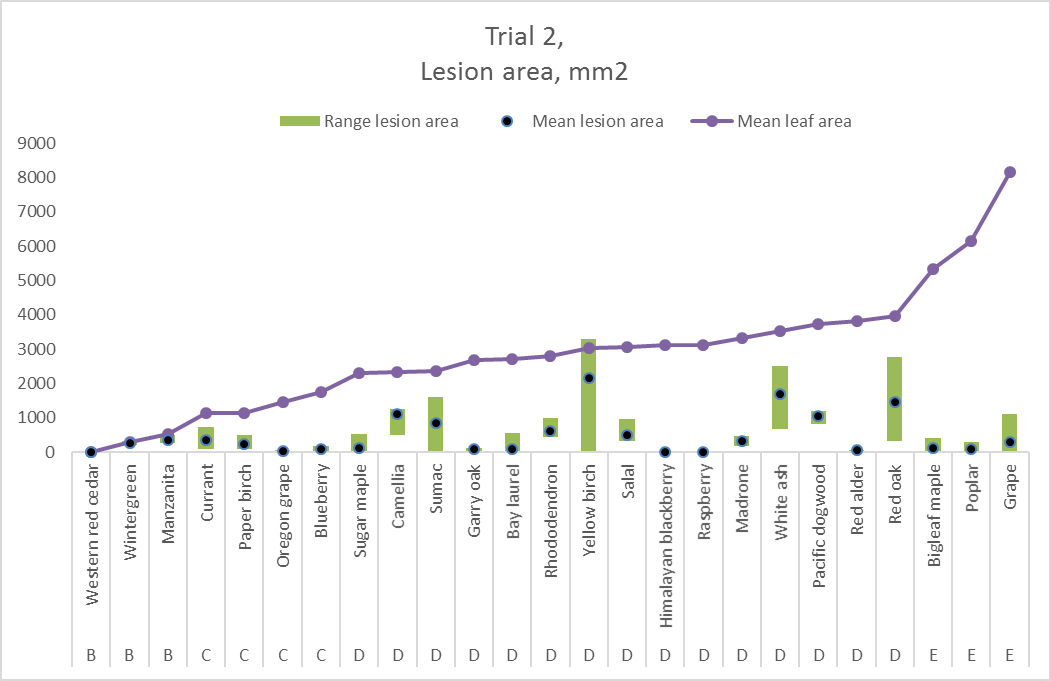 Trial 2,
Lesion area, mm2
Range lesion area
Mean lesion area
Mean leaf area
9000
8000
7000
6000
5000
4000
3000
2000
1000
0
Western red cedar
Wintergreen
Manzanita
Currant
Paper birch
Oregon grape
Blueberry
Sugar maple
Camellia
Sumac
Garry oak
Bay laurel
Rhododendron
Yellow birch
Salal
Himalayan blackberry
Raspberry
Madrone
White ash
Pacific dogwood
Red alder
Red oak
Bigleaf maple
Poplar
Grape
B B B C C C C D D D D D D D D D D D D D D D E E E